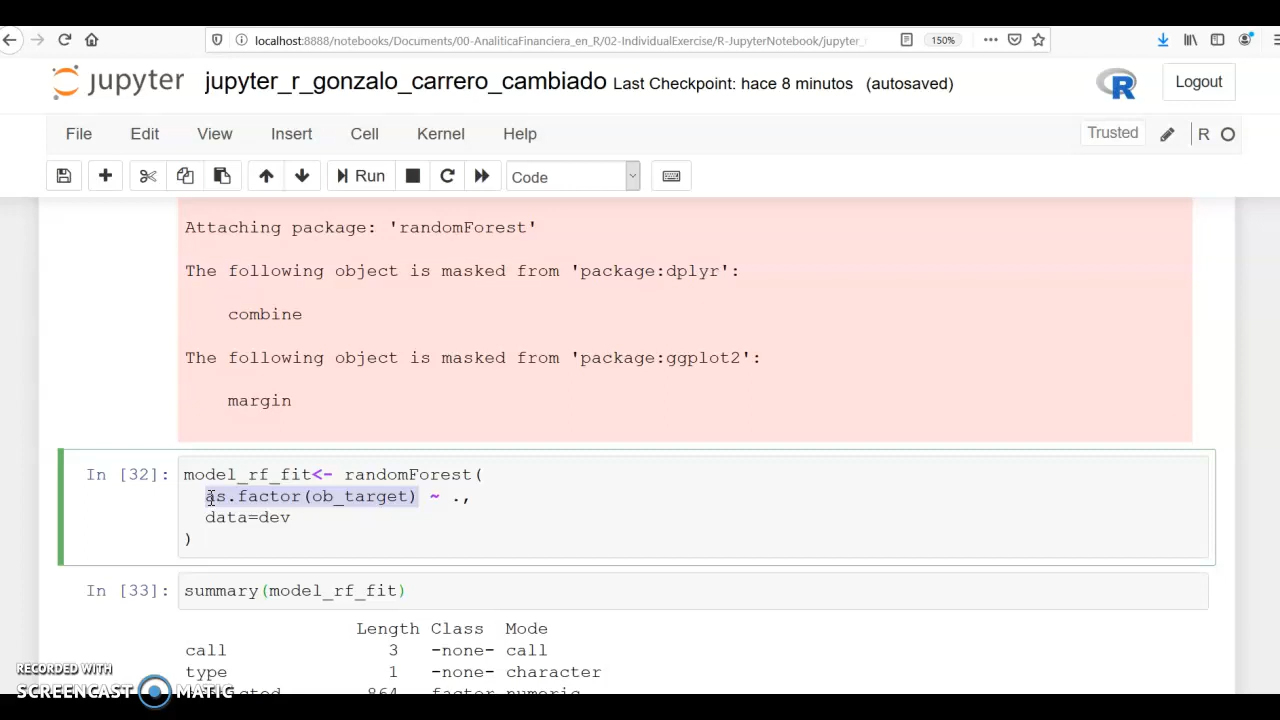 localhost:8888/notebooks/Documents/00-AnaliticaFinanciera_en_R/02-IndividualExercise/R-JupyterNotebook/jupyter_r
150%
jupyter
jupyter_r_gonzalo_carrero_cambiado Last Checkpoint: hace 8 minutos (autosaved)
R
Logout
File Edit View Insert Cell Kernel Help
Trusted
R
Run
Code
Attaching package: 'randomForest'
The following object is masked from 'package:dplyr':
combine
The following object is masked from 'package:ggplot2':
margin
In [32]: model_rf_fit<- randomForest(
as.factor(ob_target) ~ .,
data=dev
)
In [33]: summary(model_rf_fit)
Length Class Mode
call 3 -none- call
type 1 -none- character
864 factor numeric
RECORDED WITH
SCREENCAST MATIC